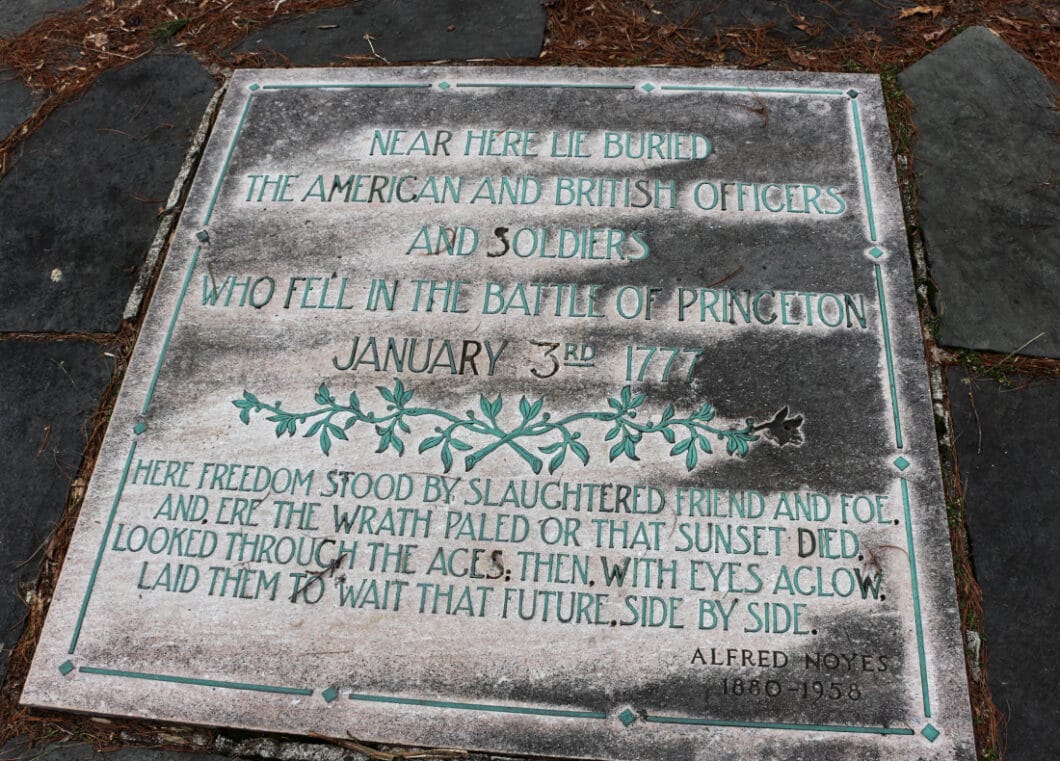 NEAR HERE LIE BURIED
THE AMERICAN AND BRITISH OFFICERS
AND SOLDIERS
WHO FELL IN THE BATTLE OF PRINCETON
JANUARY 3RD 1777
HERE FREEDOM STOOD BY SLAUGHTERED FRIEND AND FOE,
AND, ERE THE WRATH PALED OR THAT SUNSET DIED,
LOOKED THROUGH THE AGES; THEN, WITH EYES AGLOW,
LAID THEM TO WAIT THAT FUTURE, SIDE BY SIDE.
ALFRED NOYES
1880-1958